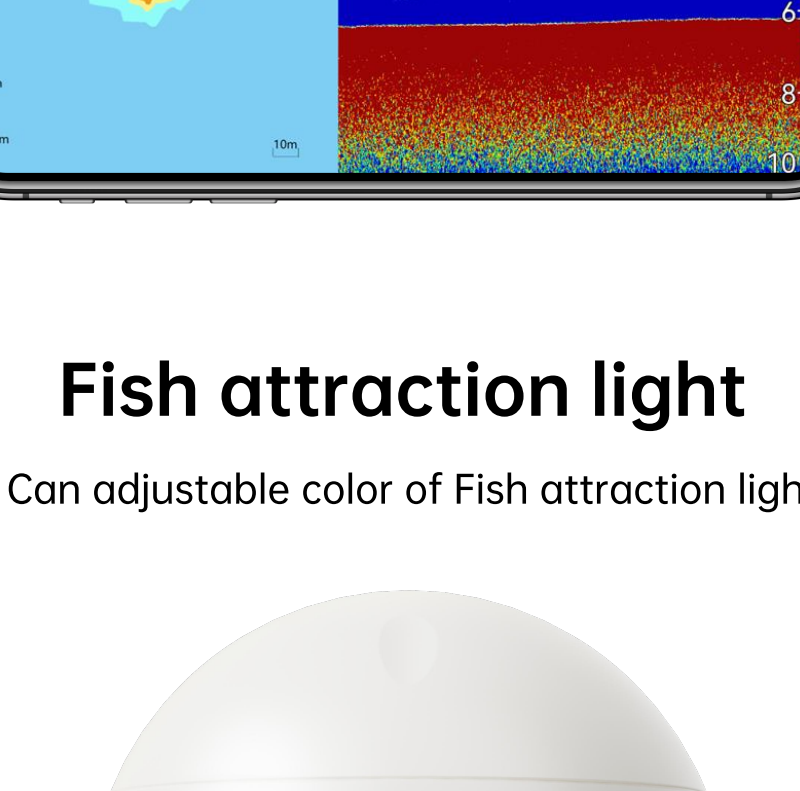 6
8
m
10m
10
Fish attraction light
Can adjustable color of Fish attraction ligh